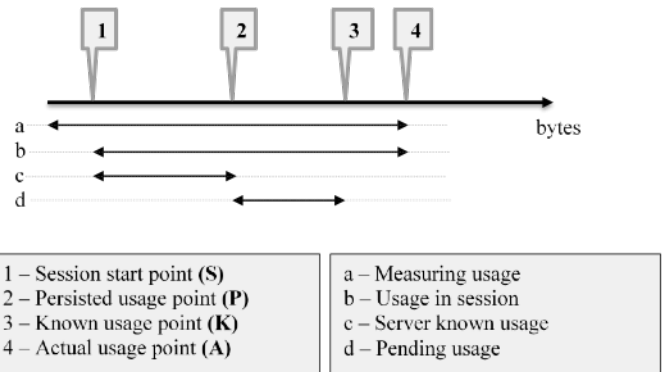 1 2 3 4
a
bytes
b
c
d
1 – Session start point (S)
2 – Persisted usage point (P)
3 – Known usage point (K)
4 – Actual usage point (A)
a – Measuring usage
b – Usage in session
c – Server known usage
d – Pending usage